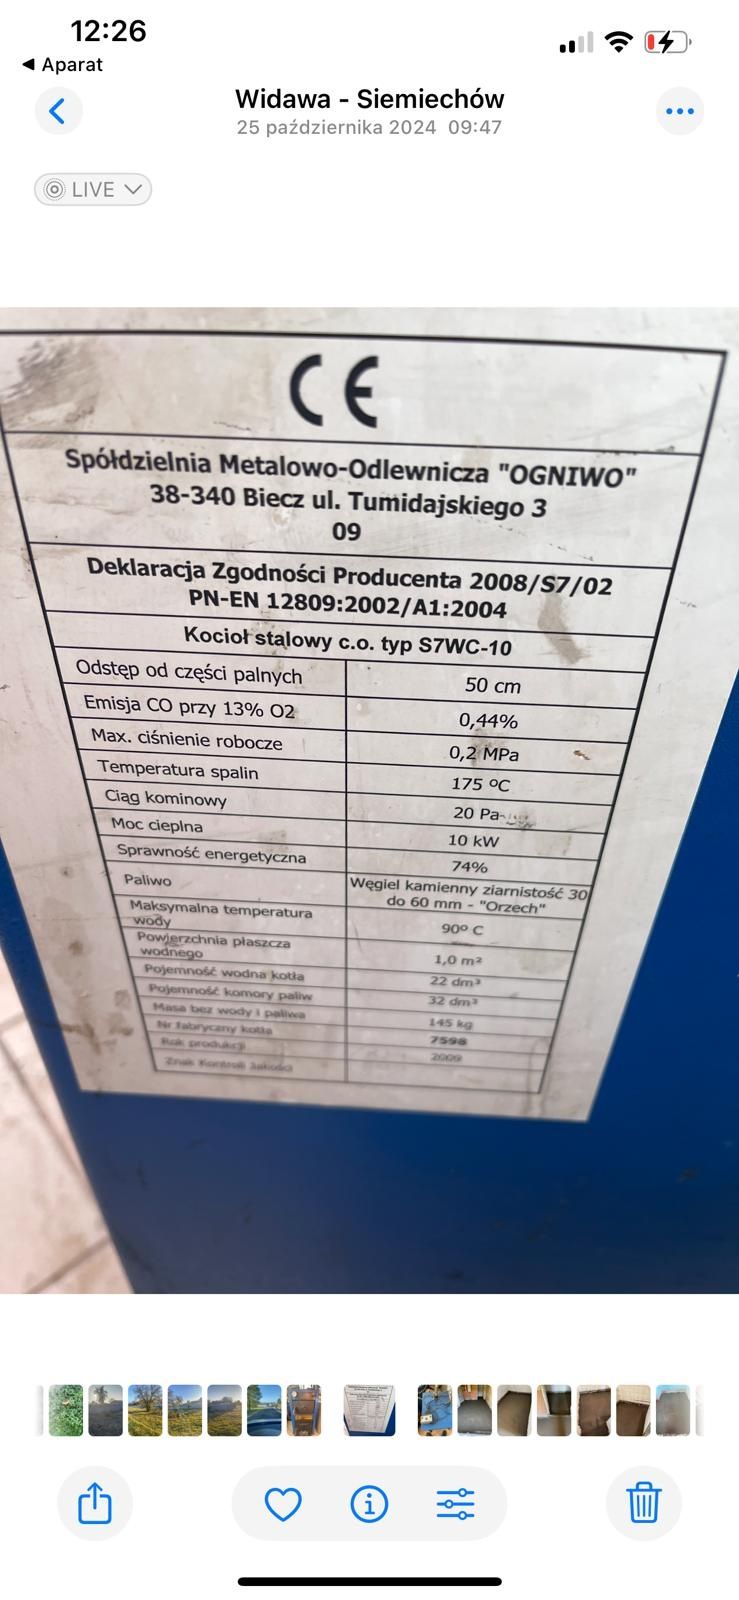 12:26
Aparat
Widawa - Siemiechów
25 października 2024 09:47
LIVE
CE
Spółdzielnia Metalowo-Odlewnicza "OGNIWO"
38-340 Biecz ul. Tumidajskiego 3
09
Deklaracja Zgodności Producenta 2008/S7/02
PN-EN 12809:2002/A1:2004
Kocioł stalowy c.o. typ S7WC-10
Odstęp od części palnych 50 cm
Emisja CO przy 13% O2 0,44%
Max. ciśnienie robocze 0,2 MPa
Temperatura spalin 175 ºC
Ciąg kominowy 20 Pa
Moc cieplna 10 kW
Sprawność energetyczna 74%
Paliwo Węgiel kamienny ziarnistość 30
do 60 mm - "Orzech"
Maksymalna temperatura
wody 90º C
Powierzchnia płaszcza
wodnego 1,0 m²
Pojemność wodna kotła 22 dm³
Pojemność komory paliw 32 dm³
Masa bez wody i paliwa 145 kg
Nr fabryczny kotła 7598
Rok produkcji 2009
Znak Kontroli Jakości